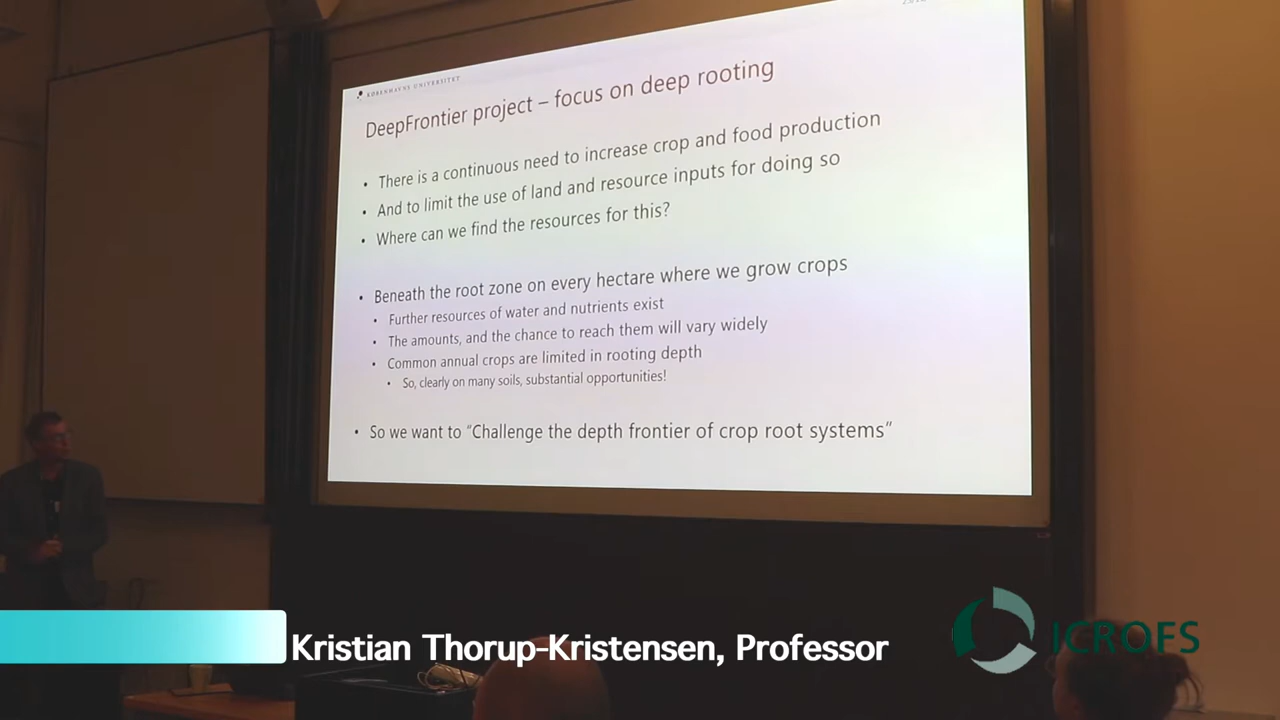 KØBENHAVNS UNIVERSITET
DeepFrontier project – focus on deep rooting
• There is a continuous need to increase crop and food production
• And to limit the use of land and resource inputs for doing so
• Where can we find the resources for this?
• Beneath the root zone on every hectare where we grow crops
• Further resources of water and nutrients exist
• The amounts, and the chance to reach them will vary widely
• Common annual crops are limited in rooting depth
• So, clearly on many soils, substantial opportunities!
• So we want to “Challenge the depth frontier of crop root systems”
Kristian Thorup-Kristensen, Professor
ICROFS